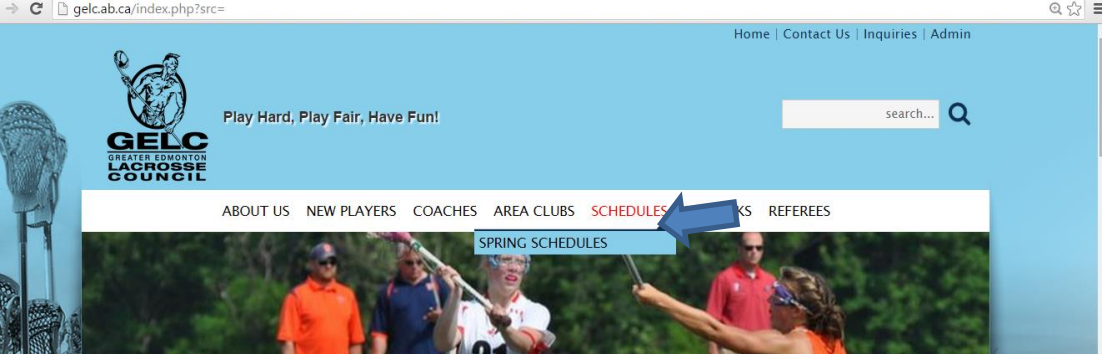 gelc.ab.ca/index.php?src=
Home | Contact Us | Inquiries | Admin
Play Hard, Play Fair, Have Fun!
search...
GELC
GREATER EDMONTON
LACROSSE
COUNCIL
ABOUT US NEW PLAYERS COACHES AREA CLUBS SCHEDULES KS REFEREES
SPRING SCHEDULES